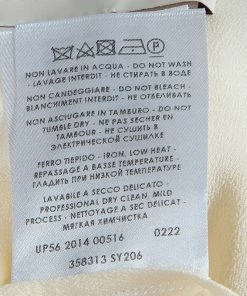 P
NON LAVARE IN ACQUA - DO NOT WASH
LAVAGE INTERDIT - НЕ СТИРАТЬ В ВОДЕ
NON CANDEGGIARE - DO NOT BLEACH
BLANCHIMENT INTERDIT - НЕ ОТБЕЛИВАТЬ
NON ASCIUGARE IN TAMBURO - DO NOT
TUMBLE DRY - NE PAS SECHER EN
TAMBOUR - НЕ СУШИТЬ В
ЭЛЕКТРИЧЕСКОЙ СУШИЛКЕ
FERRO TIEPIDO - IRON, LOW HEAT -
REPASSAGE A BASSE TEMPERATURE -
ГЛАДИТЬ ПРИ НИЗКОЙ ТЕМПЕРАТУРЕ
LAVABILE A SECCO DELICATO -
PROFESSIONAL DRY CLEAN, MILD
PROCESS - NETTOYAGE A SEC DELICAT -
МЯГКАЯ ХИМЧИСТКА
UP56 2014 00516 0222
358313 SY206